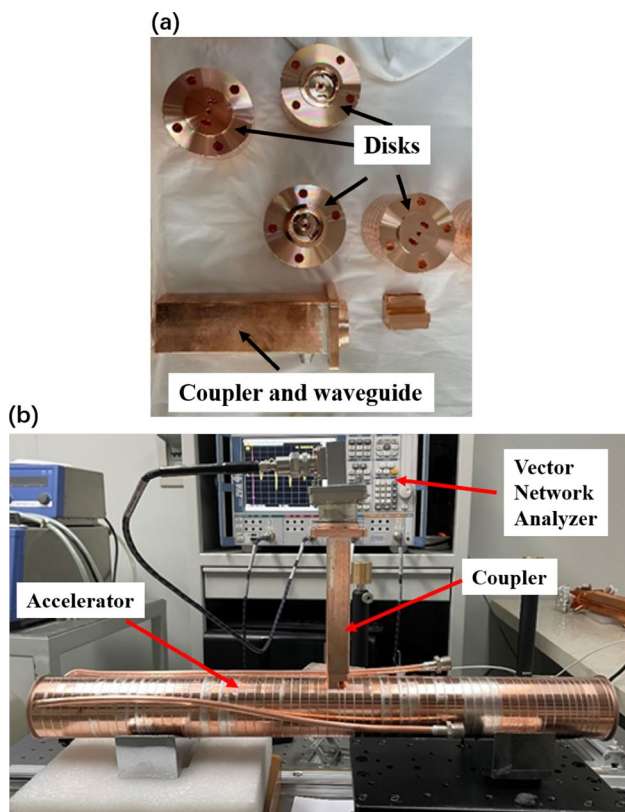 (a)
Disks
Coupler and waveguide
(b)
Vector
Network
Analyzer
Coupler
Accelerator